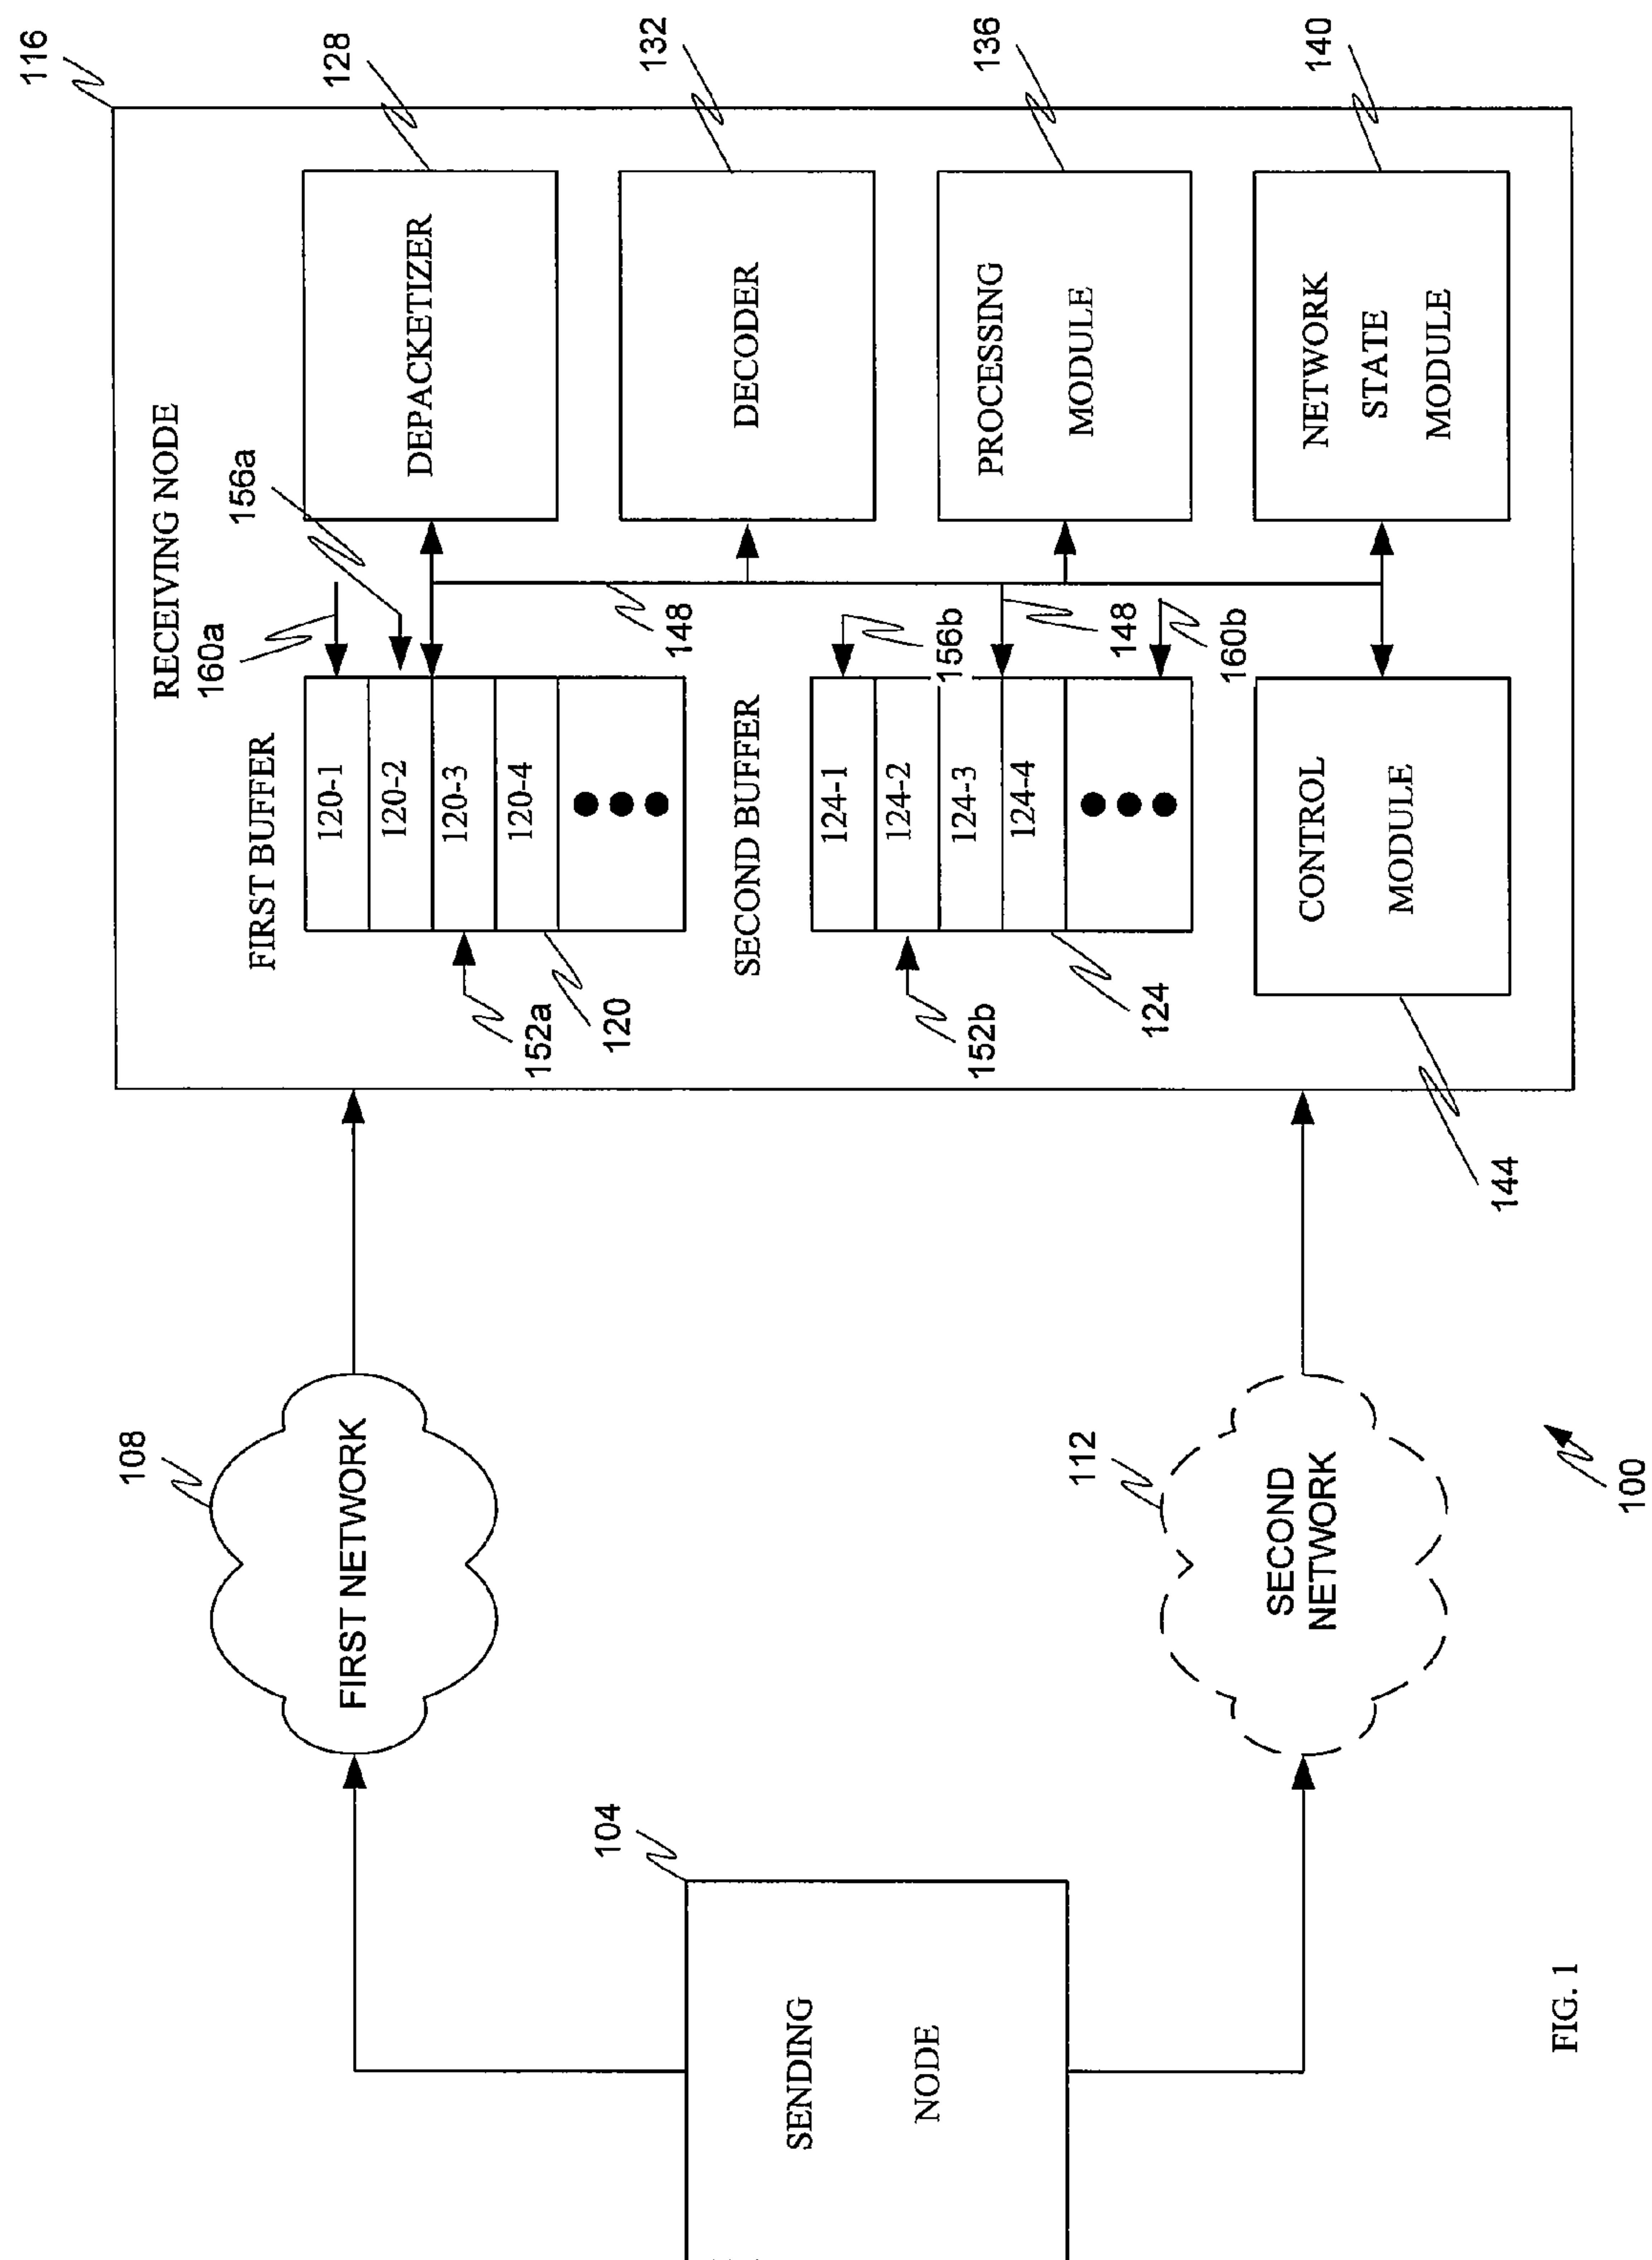 116
RECEIVING NODE
160a
156a
FIRST BUFFER
120-1
120-2
120-3
120-4
152a
120
148
DEPACKETIZER
128
DECODER
132
SECOND BUFFER
124-1
124-2
124-3
124-4
152b
124
156b
148
160b
PROCESSING
MODULE
136
NETWORK
STATE
MODULE
140
CONTROL
MODULE
144
108
FIRST NETWORK
112
SECOND
NETWORK
100
104
SENDING
NODE
FIG. 1